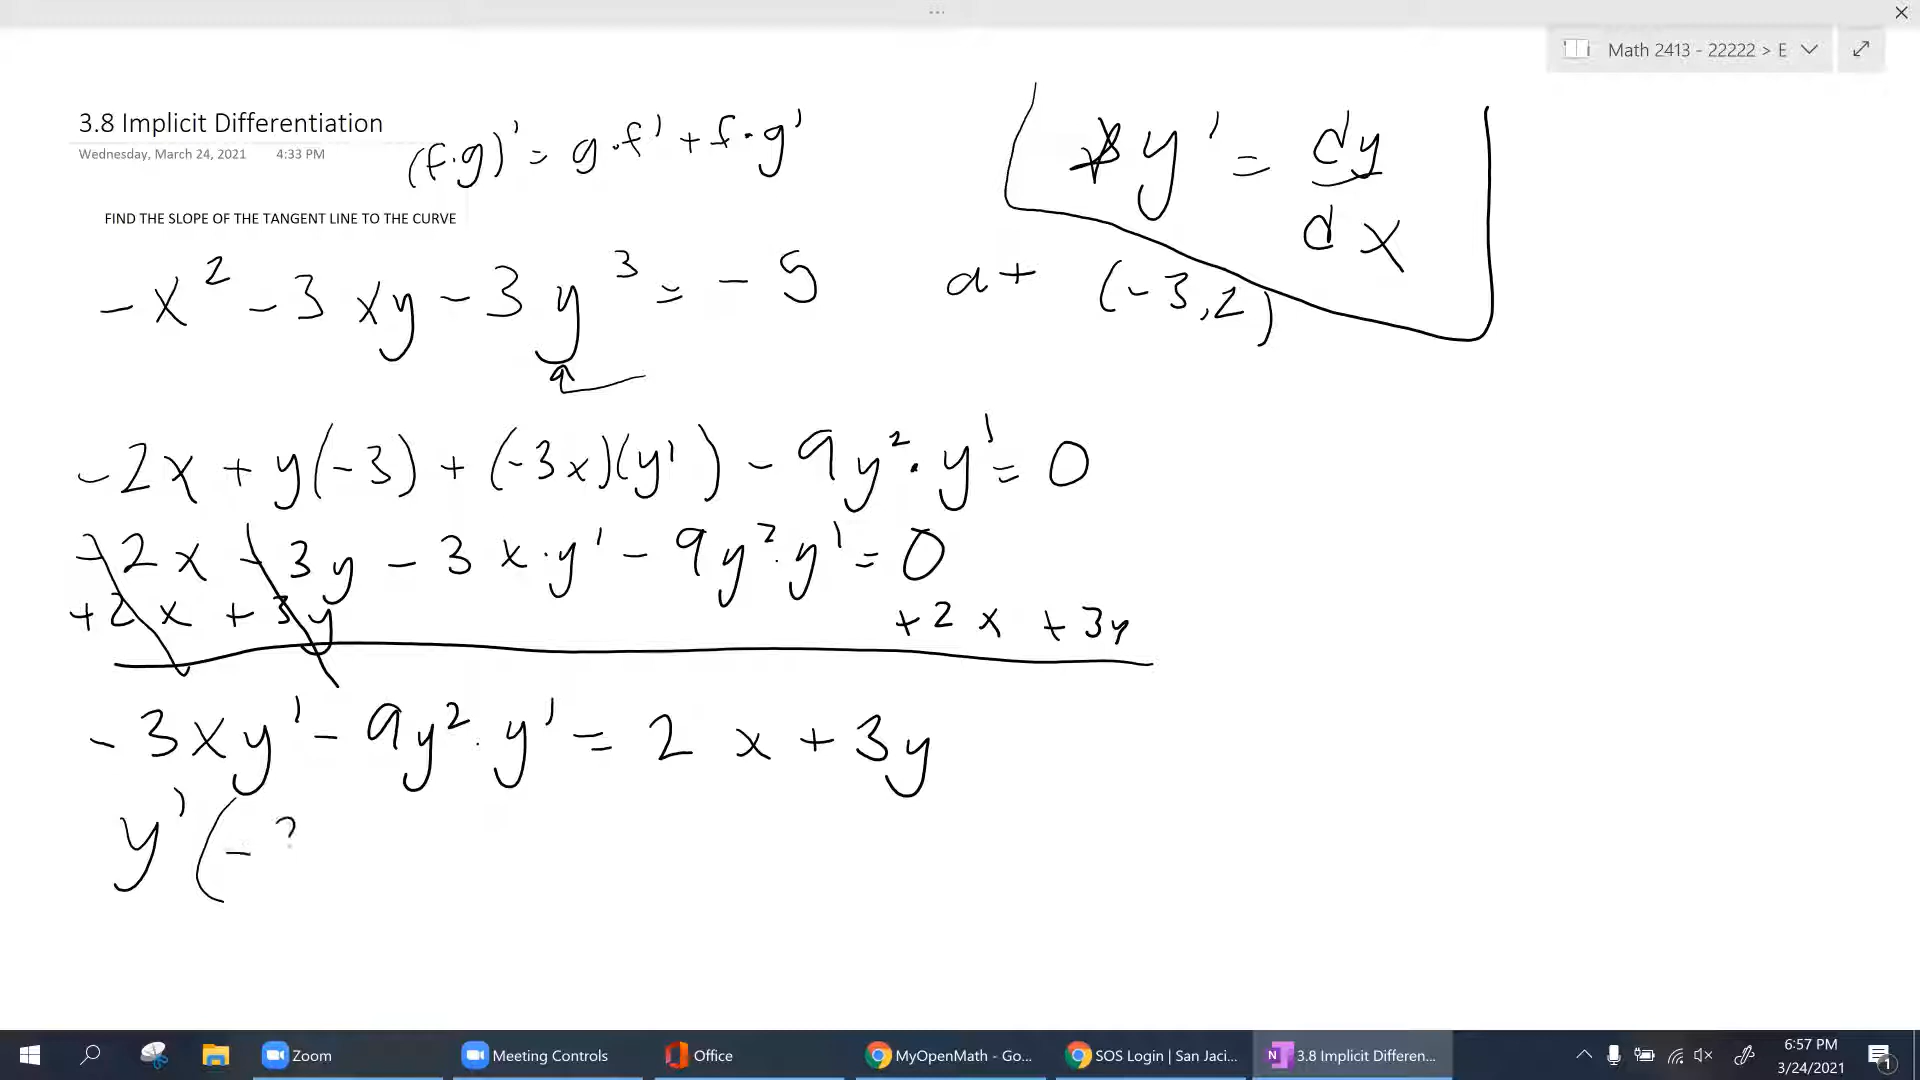 Math 2413 - 22222 > E
3.8 Implicit Differentiation
Wednesday, March 24, 2021 4:33 PM
(f·g)' = g·f' + f·g'
y' = dy/dx
FIND THE SLOPE OF THE TANGENT LINE TO THE CURVE
-x² - 3xy - 3y³ = -5 at (-3,2)
-2x + y(-3) + (-3x)(y') - 9y²·y' = 0
-2x - 3y - 3x·y' - 9y²·y' = 0
+2x +3y +2x +3y
-3xy' - 9y²·y' = 2x + 3y
y'(-
Zoom
Meeting Controls
Office
MyOpenMath - Go...
SOS Login | San Jaci...
3.8 Implicit Differen...
6:57 PM
3/24/2021
1